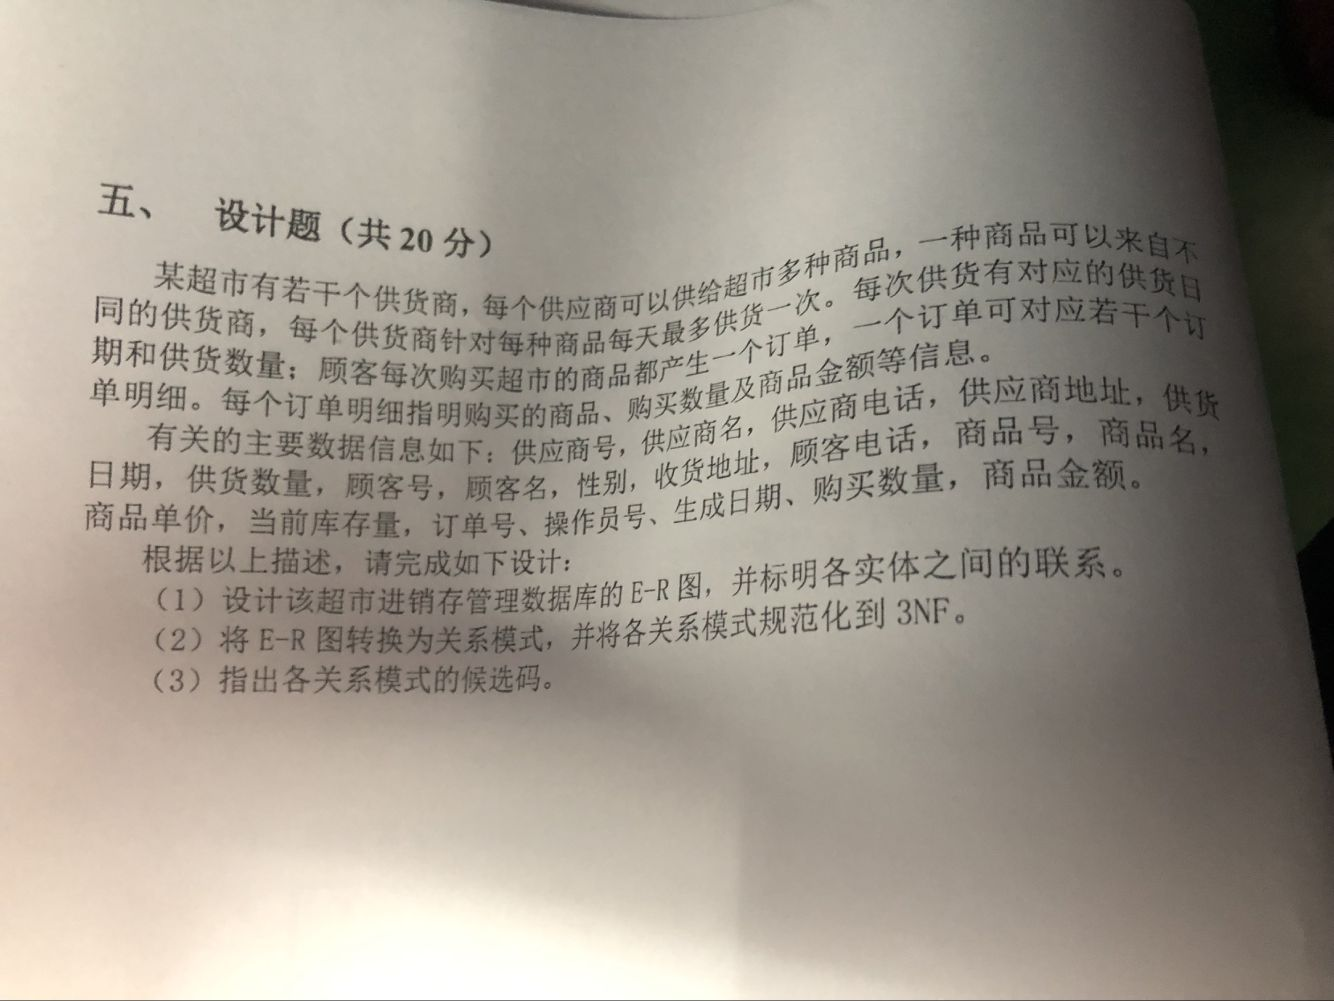 五、 设计题（共 20 分）
某超市有若干个供货商，每个供应商可以供给超市多种商品，一种商品可以来自不
同的供货商，每个供货商针对每种商品每天最多供货一次。每次供货有对应的供货日
期和供货数量；顾客每次购买超市的商品都产生一个订单，一个订单可对应若干个订
单明细。每个订单明细指明购买的商品、购买数量及商品金额等信息。
有关的主要数据信息如下：供应商号，供应商名，供应商电话，供应商地址，供货
日期，供货数量，顾客号，顾客名，性别，收货地址，顾客电话，商品号，商品名，
商品单价，当前库存量，订单号、操作员号、生成日期、购买数量，商品金额。
根据以上描述，请完成如下设计：
（1）设计该超市进销存管理数据库的 E-R 图，并标明各实体之间的联系。
（2）将 E-R 图转换为关系模式，并将各关系模式规范化到 3NF。
（3）指出各关系模式的候选码。